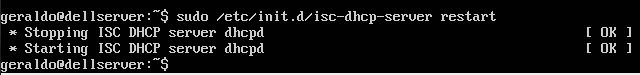 geraldo@dellserver:~$ sudo /etc/init.d/isc-dhcp-server restart
 * Stopping ISC DHCP server dhcpd [ OK ]
 * Starting ISC DHCP server dhcpd [ OK ]
geraldo@dellserver:~$